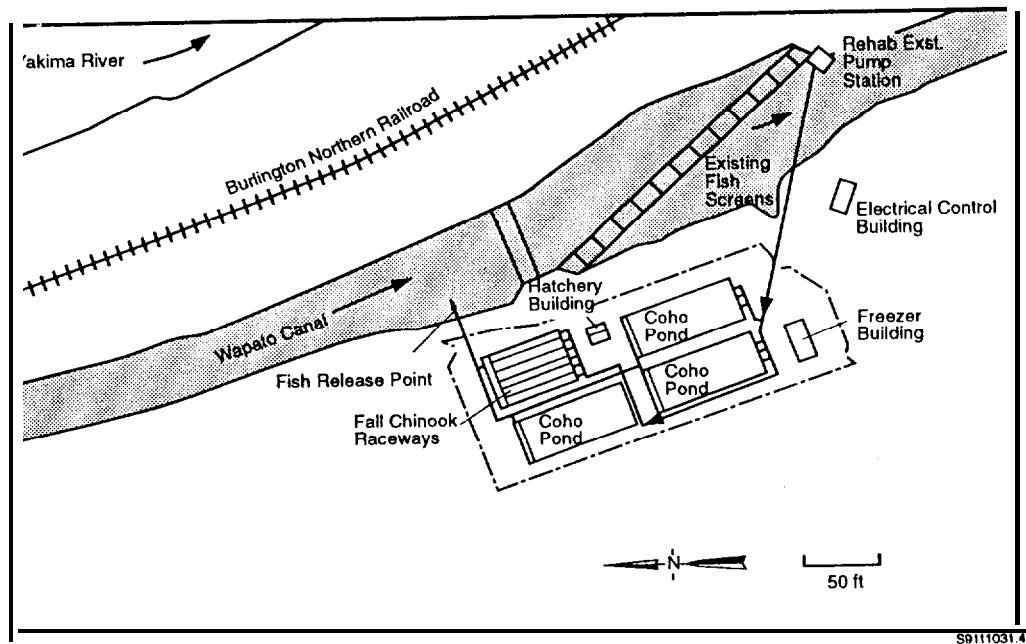 Yakima River
Rehab Exst.
Pump
Station
Burlington Northern Railroad
Existing
Fish
Screens
Electrical Control
Building
Hatchery
Building
Wapato Canal
Coho
Pond
Freezer
Building
Fish Release Point
Coho
Pond
Fall Chinook
Raceways
Coho
Pond
N
50 ft
S9111031.4